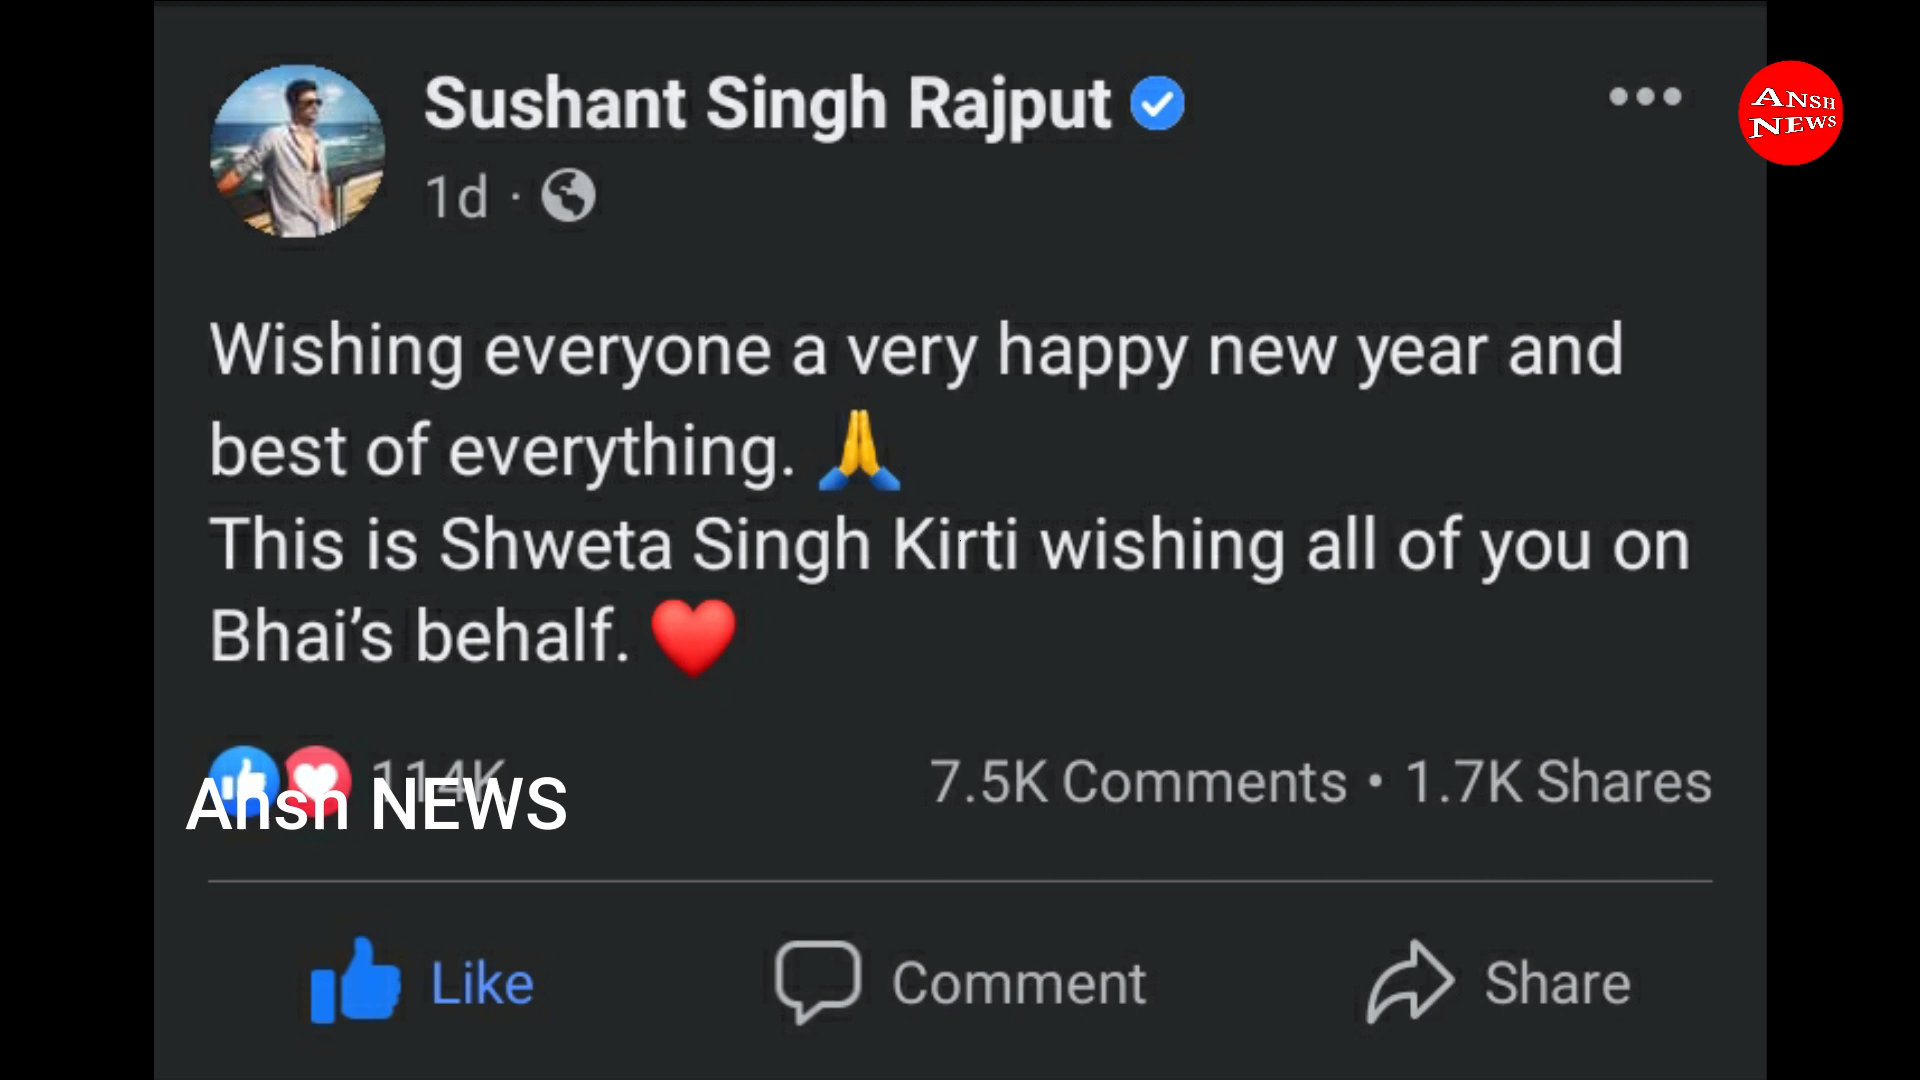 Sushant Singh Rajput
1d ·
ANSH
NEWS
Wishing everyone a very happy new year and
best of everything. 🙏
This is Shweta Singh Kirti wishing all of you on
Bhai’s behalf. ❤️
114K
7.5K Comments • 1.7K Shares
Ansh NEWS
Like
Comment
Share